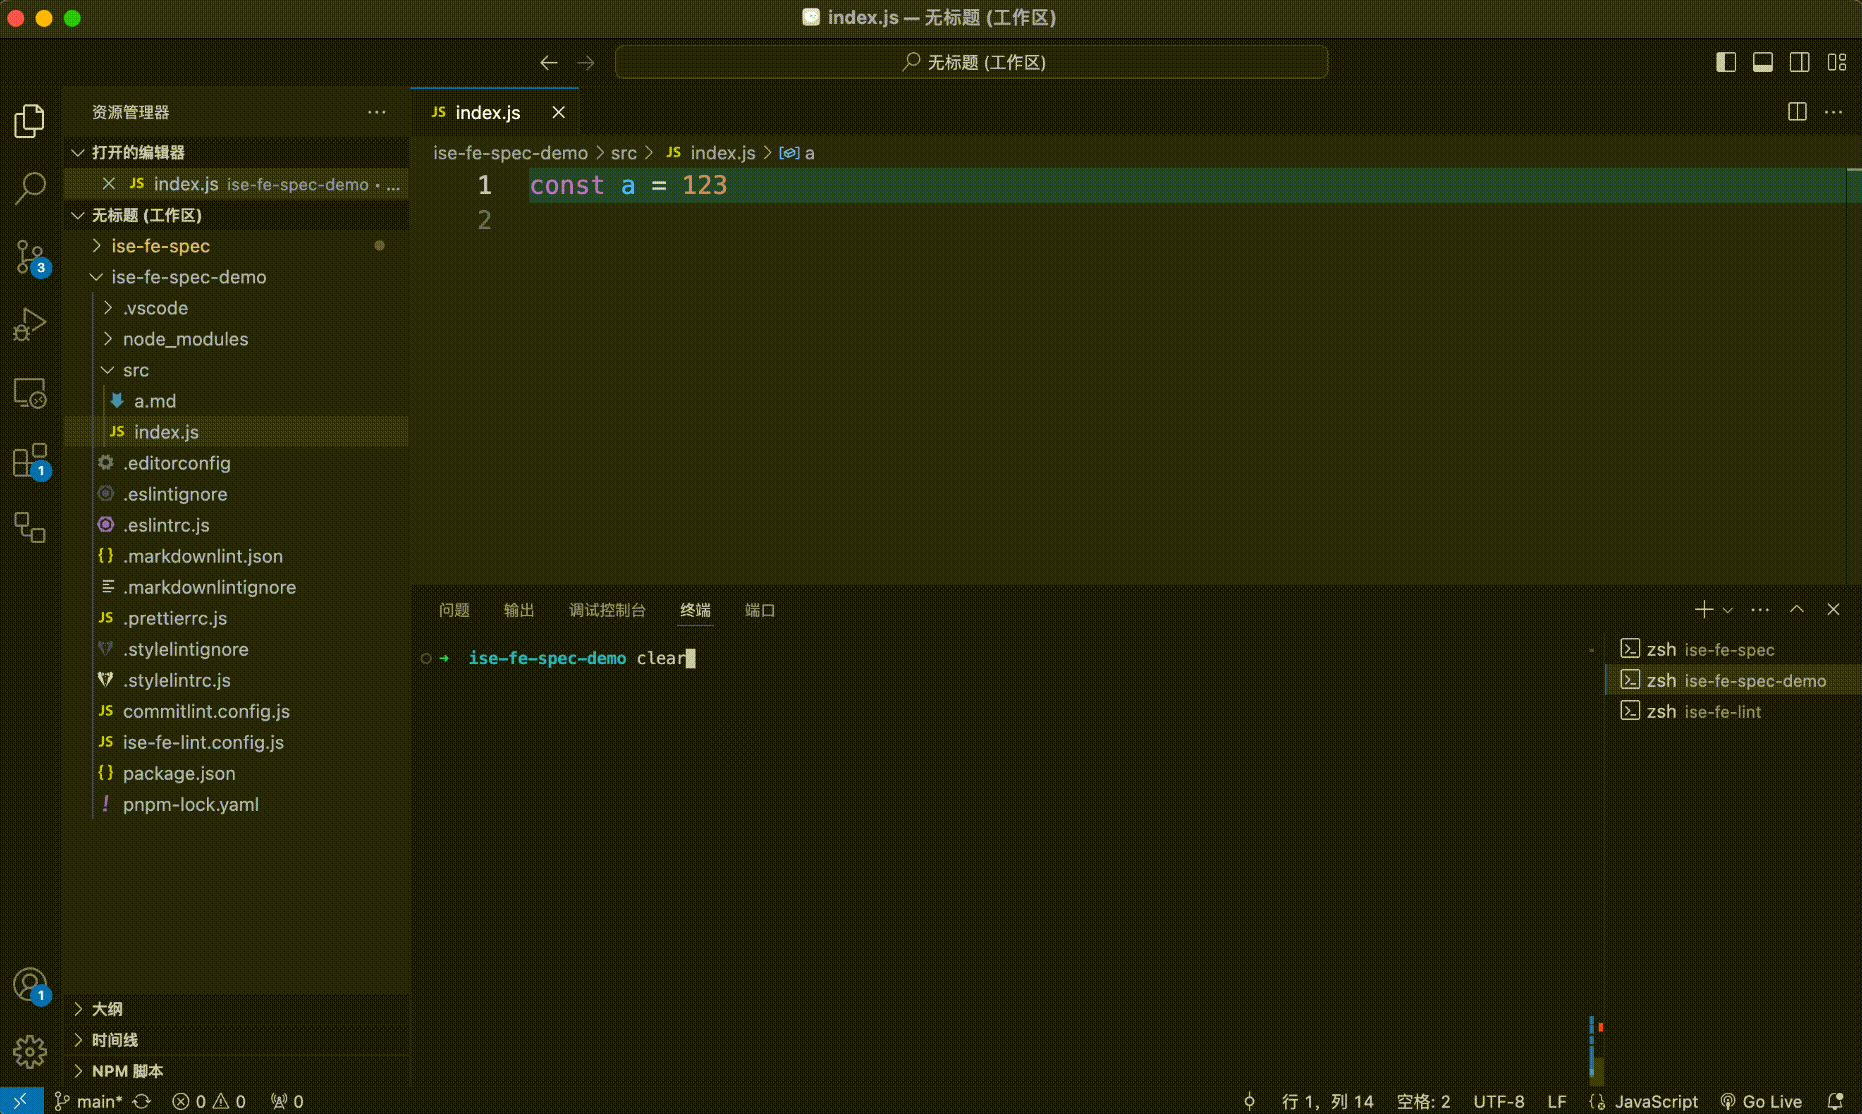 index.js — 无标题 (工作区)
无标题 (工作区)
资源管理器
打开的编辑器
JS index.js ise-fe-spec-demo • ...
无标题 (工作区)
ise-fe-spec
ise-fe-spec-demo
.vscode
node_modules
src
a.md
JS index.js
.editorconfig
.eslintignore
.eslintrc.js
{} .markdownlint.json
.markdownlintignore
JS .prettierrc.js
.stylelintignore
.stylelintrc.js
JS commitlint.config.js
JS ise-fe-lint.config.js
{} package.json
! pnpm-lock.yaml
大纲
时间线
NPM 脚本
3
1
1
JS index.js
ise-fe-spec-demo > src > JS index.js > a
1 const a = 123
2
问题 输出 调试控制台 终端 端口
→ ise-fe-spec-demo clear
zsh ise-fe-spec
zsh ise-fe-spec-demo
zsh ise-fe-lint
main* 0 0 0 行 1，列 14 空格: 2 UTF-8 LF JavaScript Go Live